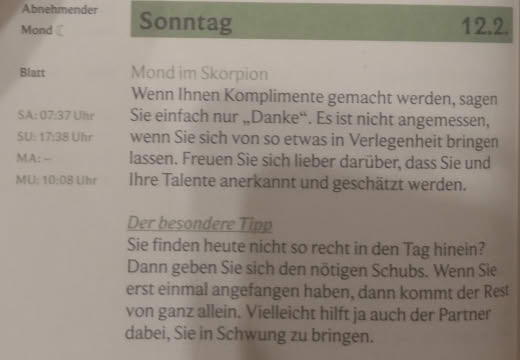 Abnehmender
Mond ☾
Sonntag 12.2.
Blatt
Mond im Skorpion
Wenn Ihnen Komplimente gemacht werden, sagen
SA: 07:37 Uhr
Sie einfach nur „Danke“. Es ist nicht angemessen,
SU: 17:38 Uhr
wenn Sie sich von so etwas in Verlegenheit bringen
MA: –
lassen. Freuen Sie sich lieber darüber, dass Sie und
MU: 10:08 Uhr
Ihre Talente anerkannt und geschätzt werden.
Der besondere Tipp
Sie finden heute nicht so recht in den Tag hinein?
Dann geben Sie sich den nötigen Schubs. Wenn Sie
erst einmal angefangen haben, dann kommt der Rest
von ganz allein. Vielleicht hilft ja auch der Partner
dabei, Sie in Schwung zu bringen.